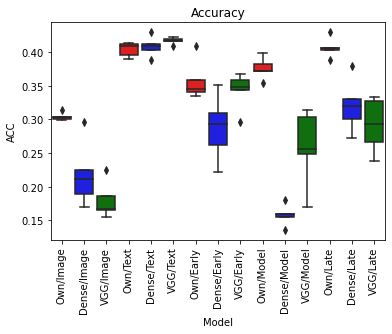 Accuracy
0.40
0.35
0.30
0.25
0.20
0.15
ACC
Own/Image
Dense/Image
VGG/Image
Own/Text
Dense/Text
VGG/Text
Own/Early
Dense/Early
VGG/Early
Own/Model
Dense/Model
VGG/Model
Own/Late
Dense/Late
VGG/Late
Model